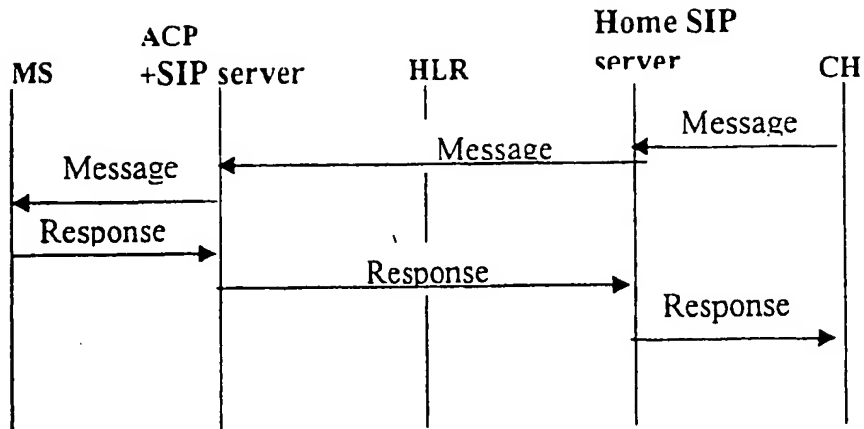 MS
ACP
+SIP server
HLR
Home SIP
server
CH
Message
Message
Message
Response
Response
Response